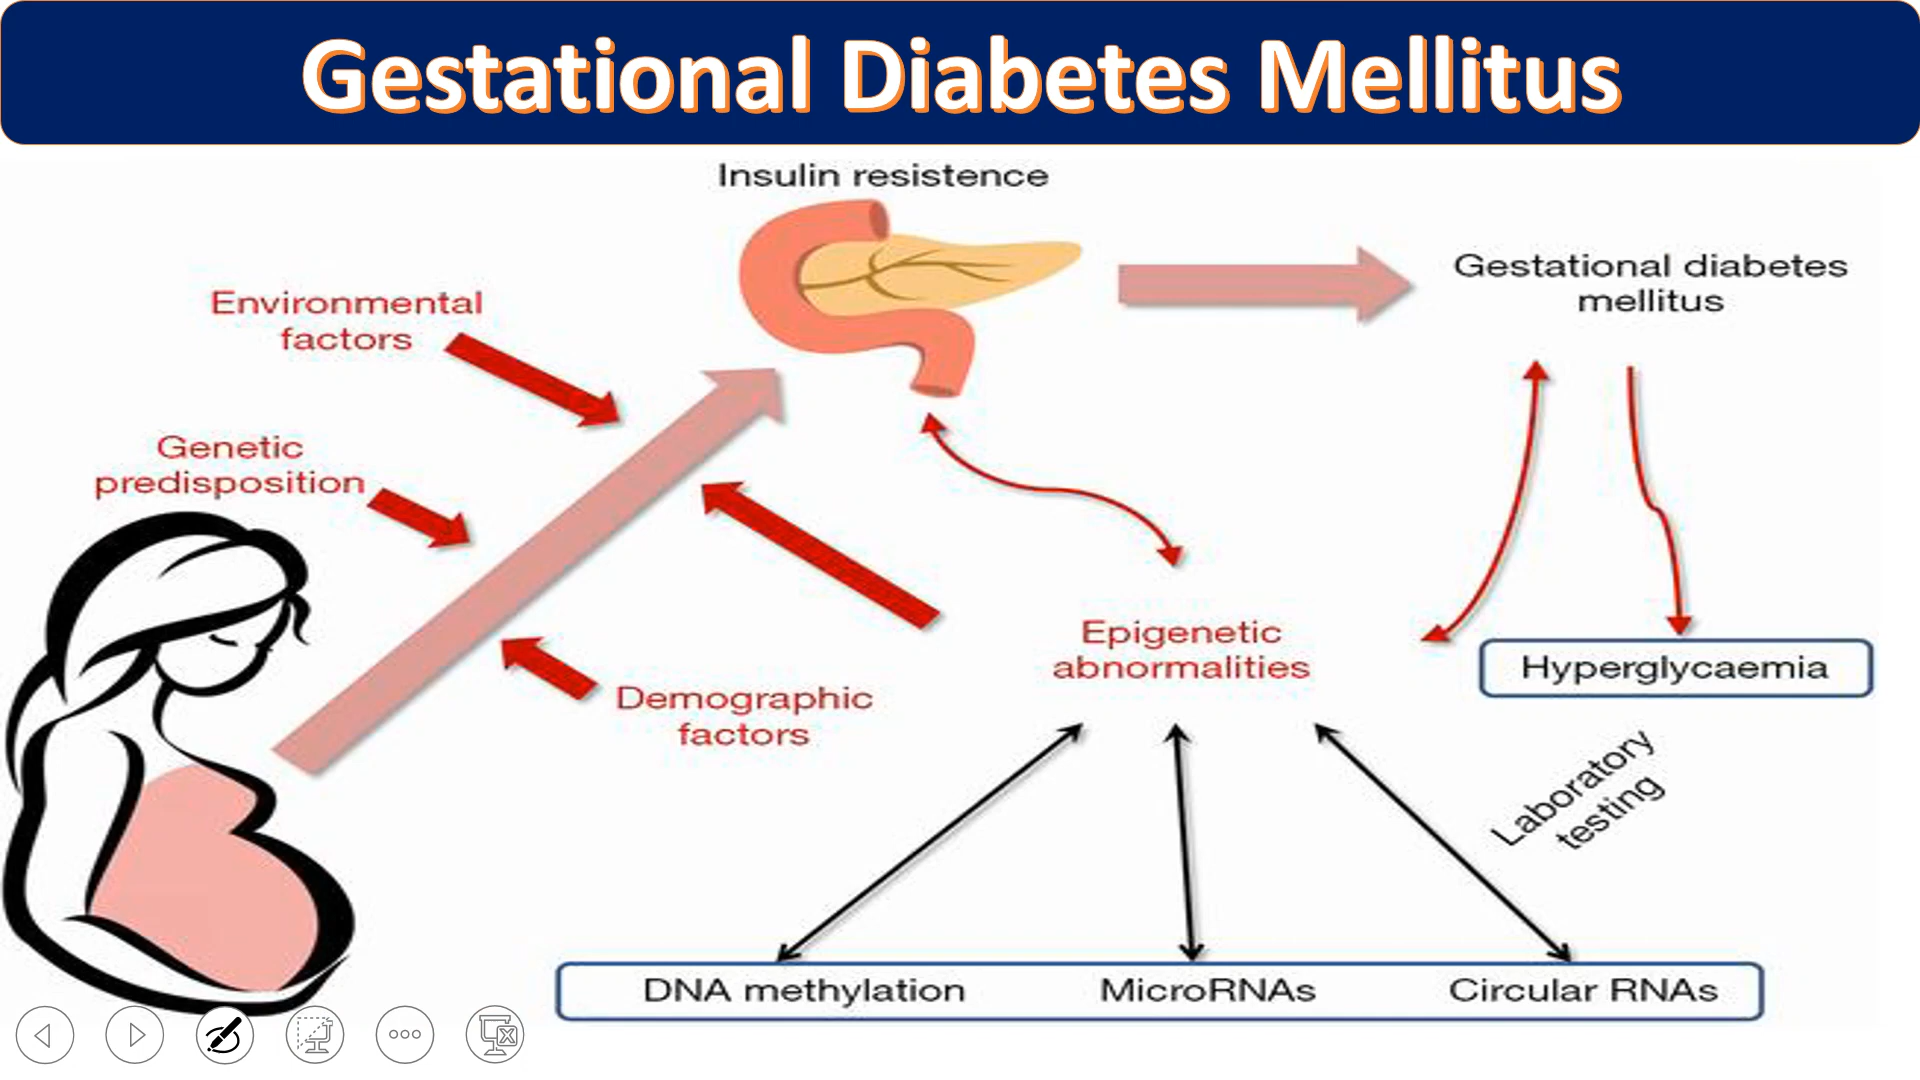 Gestational Diabetes Mellitus
Insulin resistence
Gestational diabetes
mellitus
Environmental
factors
Genetic
predisposition
Epigenetic
abnormalities
Hyperglycaemia
Demographic
factors
Laboratory
testing
DNA methylation MicroRNAs Circular RNAs